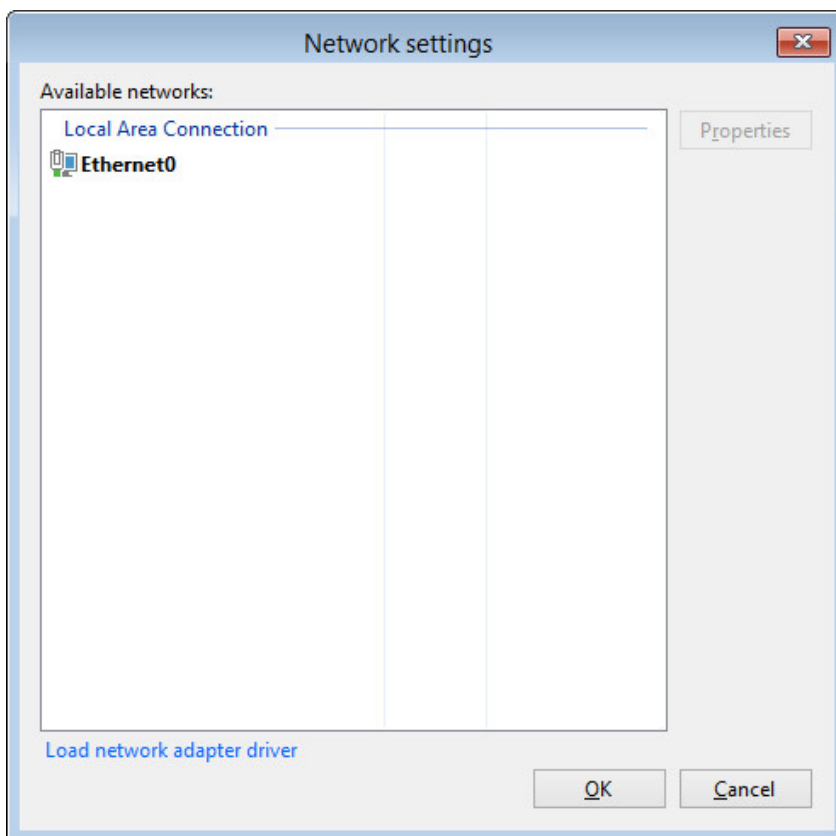 Network settings
Available networks:
Local Area Connection
Properties
Ethernet0
Load network adapter driver
OK
Cancel